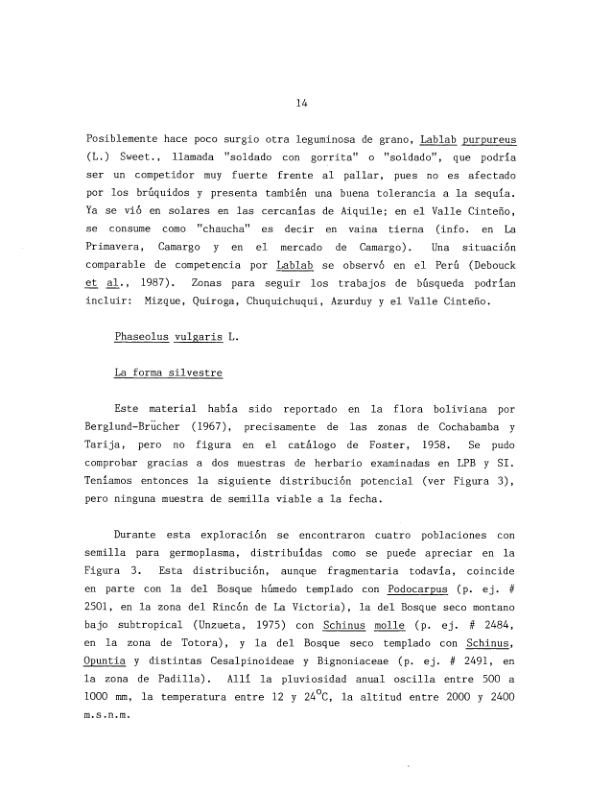 14
Posiblemente hace poco surgio otra leguminosa de grano, Lablab purpureus
(L.) Sweet., llamada "soldado con gorrita" o "soldado", que podría
ser un competidor muy fuerte frente al pallar, pues no es afectado
por los brúquidos y presenta también una buena tolerancia a la sequía.
Ya se vió en solares en las cercanías de Aiquile; en el Valle Cinteño,
se consume como "chaucha" es decir en vaina tierna (info. en La
Primavera, Camargo y en el mercado de Camargo). Una situación
comparable de competencia por Lablab se observó en el Perú (Debouck
et al., 1987). Zonas para seguir los trabajos de búsqueda podrían
incluir: Mizque, Quiroga, Chuquichuqui, Azurduy y el Valle Cinteño.
Phaseolus vulgaris L.
La forma silvestre
Este material había sido reportado en la flora boliviana por
Berglund-Brücher (1967), precisamente de las zonas de Cochabamba y
Tarija, pero no figura en el catálogo de Foster, 1958. Se pudo
comprobar gracias a dos muestras de herbario examinadas en LPB y SI.
Teníamos entonces la siguiente distribución potencial (ver Figura 3),
pero ninguna muestra de semilla viable a la fecha.
Durante esta exploración se encontraron cuatro poblaciones con
semilla para germoplasma, distribuídas como se puede apreciar en la
Figura 3. Esta distribución, aunque fragmentaria todavía, coincide
en parte con la del Bosque húmedo templado con Podocarpus (p. ej. #
2501, en la zona del Rincón de La Victoria), la del Bosque seco montano
bajo subtropical (Unzueta, 1975) con Schinus molle (p. ej. # 2484,
en la zona de Totora), y la del Bosque seco templado con Schinus,
Opuntia y distintas Cesalpinoideae y Bignoniaceae (p. ej. # 2491, en
la zona de Padilla). Allí la pluviosidad anual oscilla entre 500 a
1000 mm, la temperatura entre 12 y 24°C, la altitud entre 2000 y 2400
m.s.n.m.